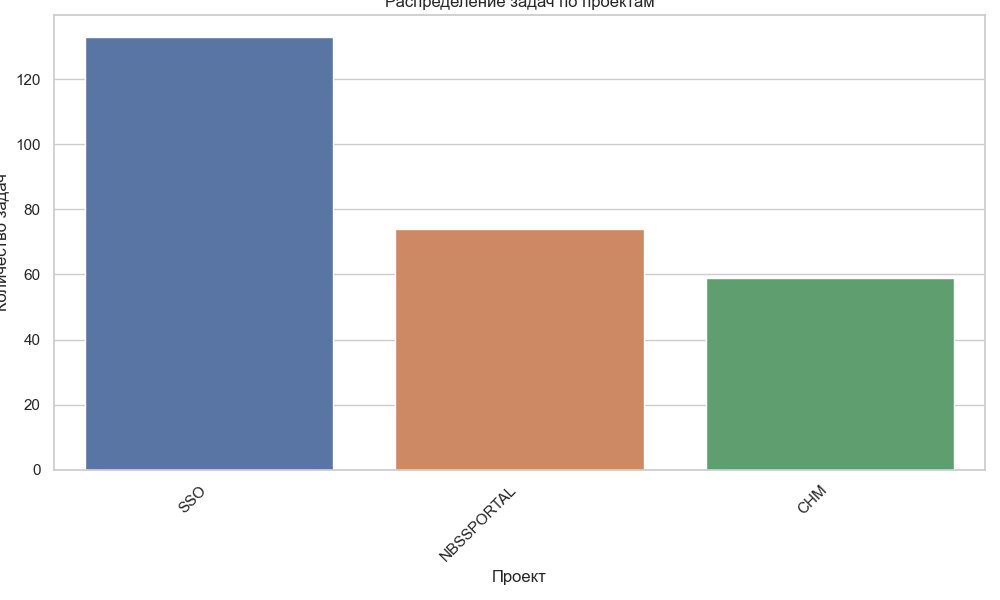 Распределение задач по проектам
Количество задач
120
100
80
60
40
20
0
SSO
NBSSPORTAL
CHM
Проект